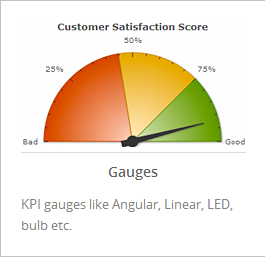 Customer Satisfaction Score
50%
25%
75%
Bad
Good
Gauges
KPI gauges like Angular, Linear, LED,
bulb etc.